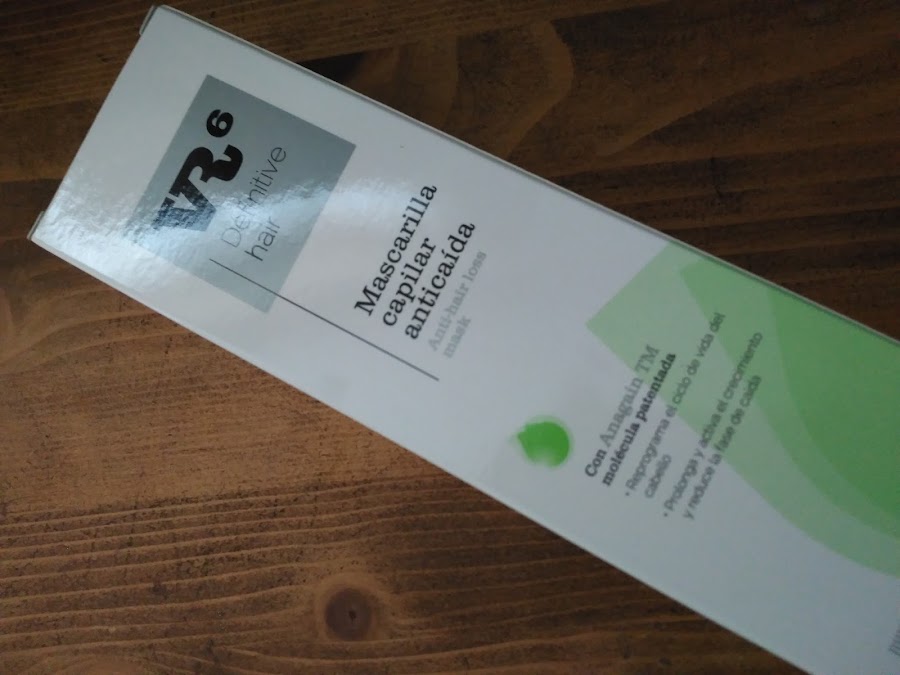 VR6
Definitive
hair
Mascarilla
capilar
anticaída
Anti-hair loss
mask
Con Anagain TM
molécula patentada
• Reprograma el ciclo de vida del
cabello
• Prolonga y activa el crecimiento
y reduce la fase de caída